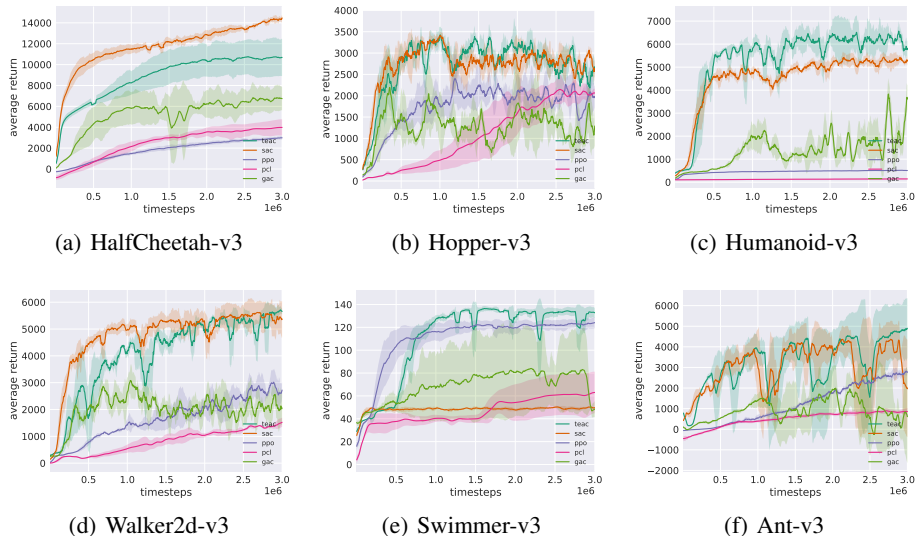 14000
12000
10000
8000
6000
4000
2000
0
average return
teac
sac
ppo
pcl
gac
0.5 1.0 1.5 2.0 2.5 3.0
timesteps 1e6
(a) HalfCheetah-v3
4000
3500
3000
2500
2000
1500
1000
500
0
average return
teac
sac
ppo
pcl
gac
0.5 1.0 1.5 2.0 2.5 3.0
timesteps 1e6
(b) Hopper-v3
7000
6000
5000
4000
3000
2000
1000
0
average return
teac
sac
ppo
pcl
gac
0.5 1.0 1.5 2.0 2.5 3.0
timesteps 1e6
(c) Humanoid-v3
6000
5000
4000
3000
2000
1000
0
average return
teac
sac
ppo
pcl
gac
0.5 1.0 1.5 2.0 2.5 3.0
timesteps 1e6
(d) Walker2d-v3
140
120
100
80
60
40
20
0
average return
teac
sac
ppo
pcl
gac
0.5 1.0 1.5 2.0 2.5 3.0
timesteps 1e6
(e) Swimmer-v3
6000
5000
4000
3000
2000
1000
0
−1000
−2000
average return
teac
sac
ppo
pcl
gac
0.5 1.0 1.5 2.0 2.5 3.0
timesteps 1e6
(f) Ant-v3